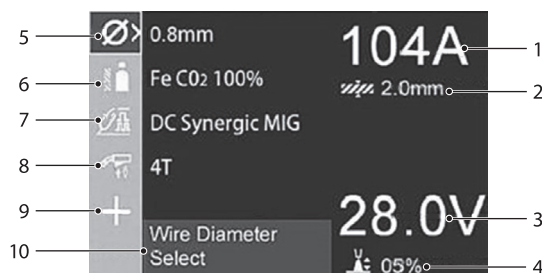 5
0.8mm
104A
1
6
Fe C02 100%
2.0mm
2
7
DC Synergic MIG
8
4T
9
28.0V
3
10
Wire Diameter
Select
05%
4